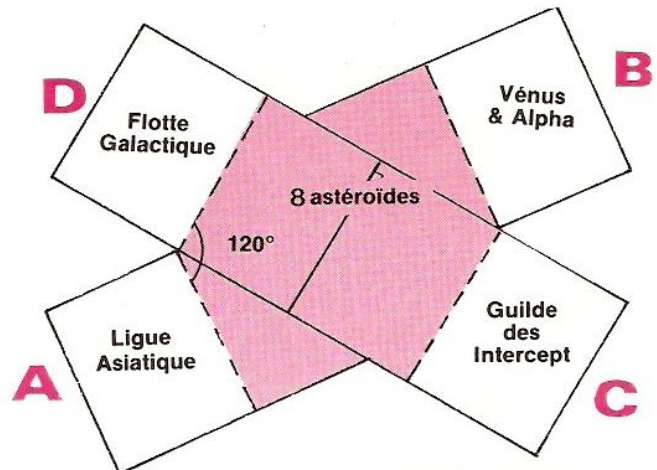 D
Flotte
Galactique
B
Vénus
& Alpha
8 astéroïdes
120°
A
Ligue
Asiatique
C
Guilde
des
Intercept